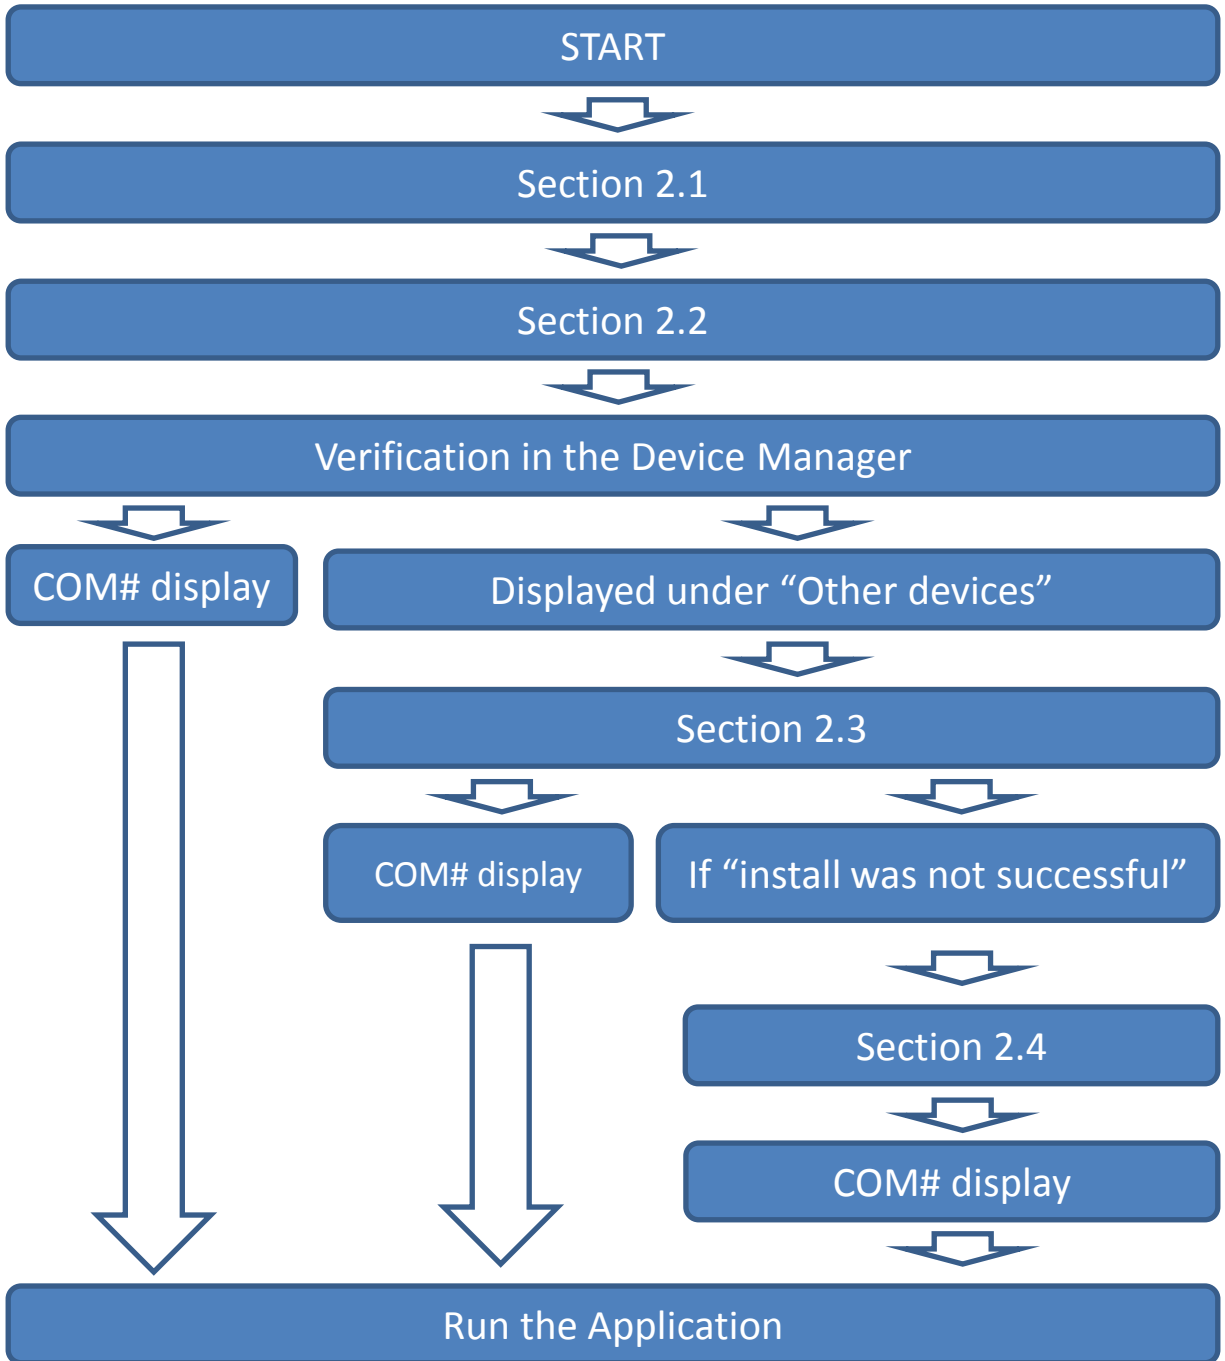 START
Section 2.1
Section 2.2
Verification in the Device Manager
COM# display
Displayed under “Other devices”
Section 2.3
COM# display
If “install was not successful”
Section 2.4
COM# display
Run the Application